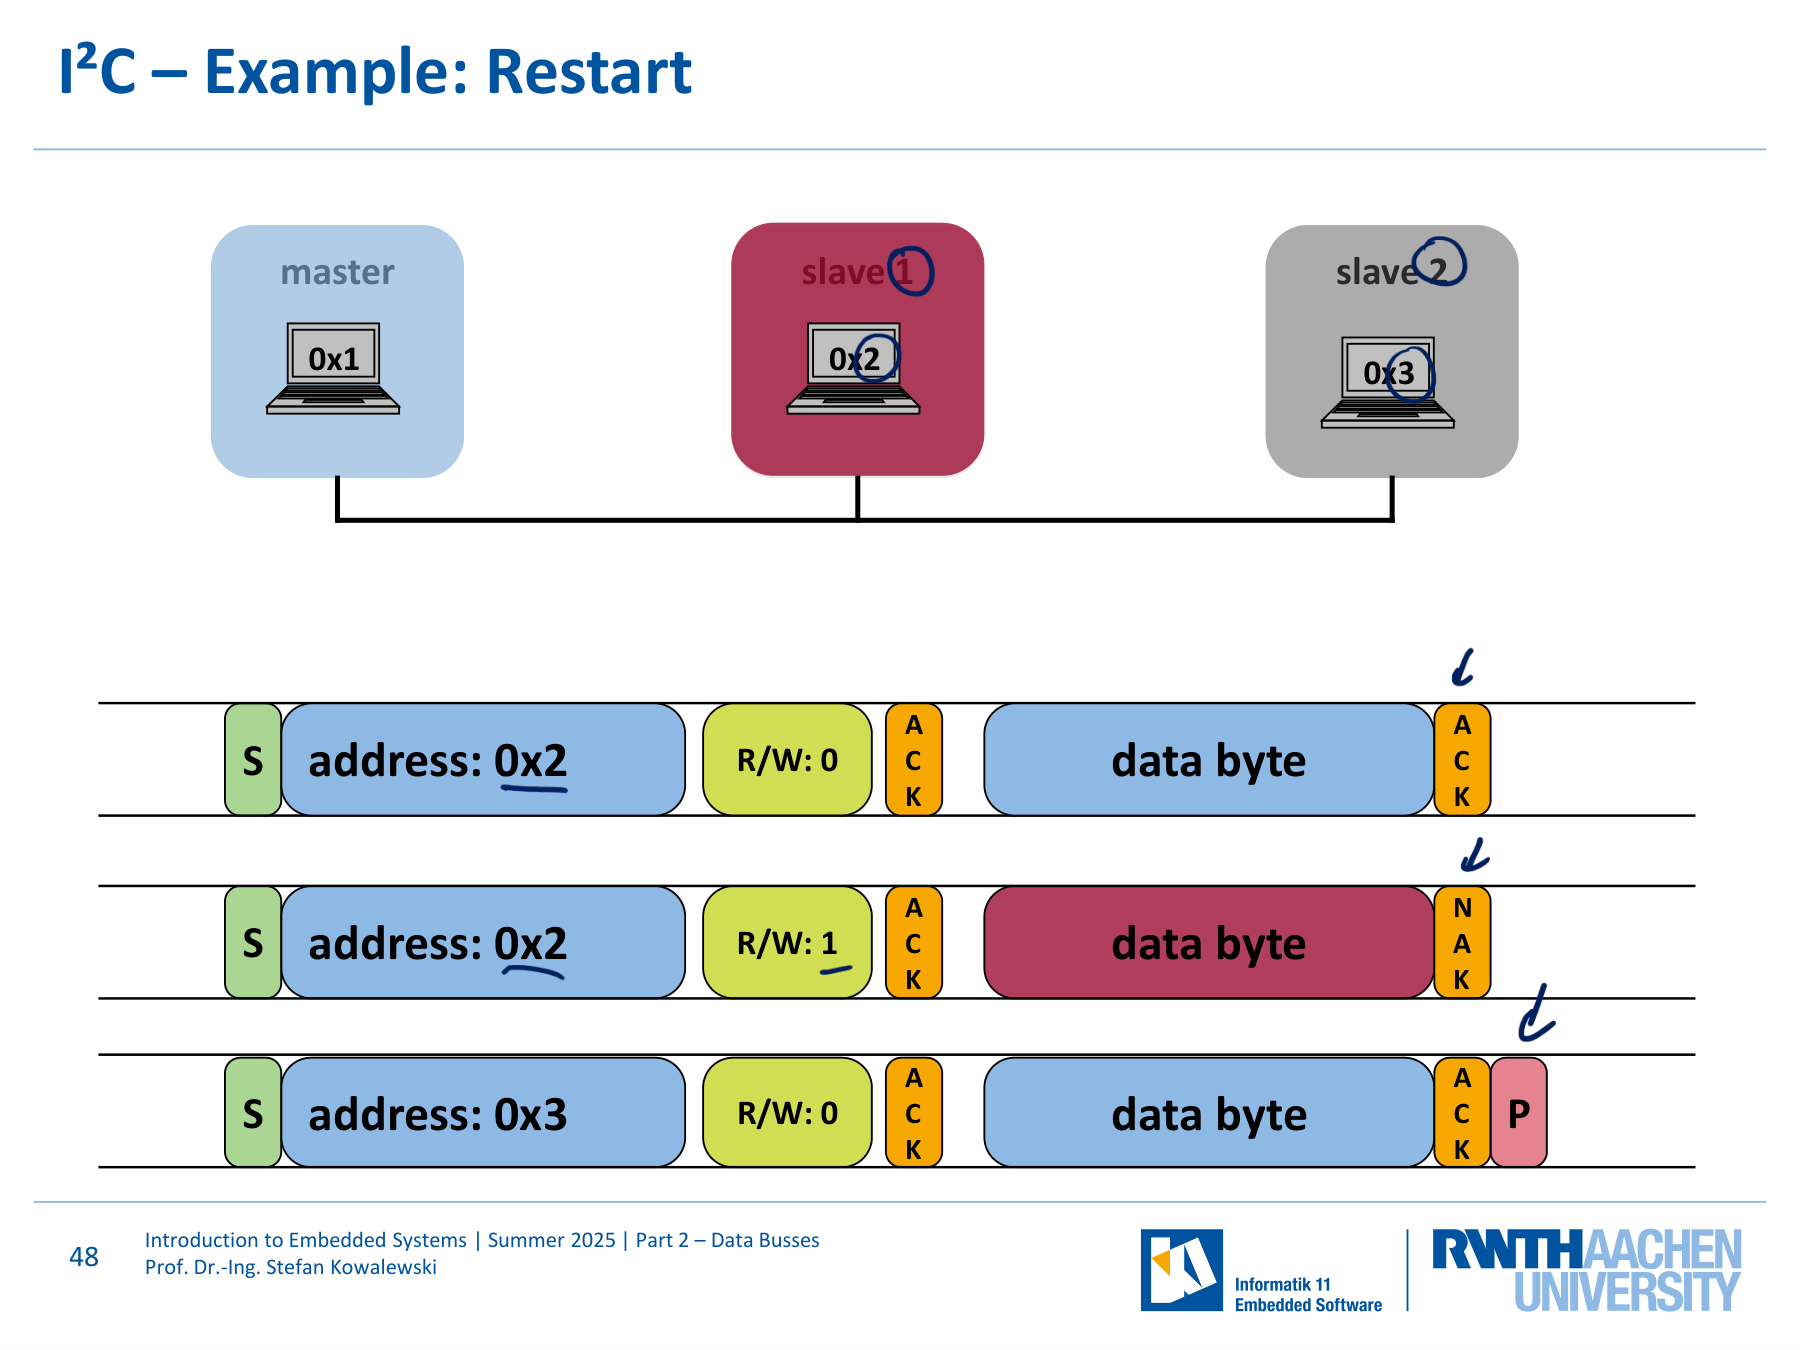 I²C – Example: Restart
master
slave 1
slave 2
0x1
0x2
0x3
S address: 0x2 R/W: 0 ACK data byte ACK
S address: 0x2 R/W: 1 ACK data byte NAK
S address: 0x3 R/W: 0 ACK data byte ACK P
48
Introduction to Embedded Systems | Summer 2025 | Part 2 – Data Busses
Prof. Dr.-Ing. Stefan Kowalewski
Informatik 11
Embedded Software
RWTHAACHEN
UNIVERSITY